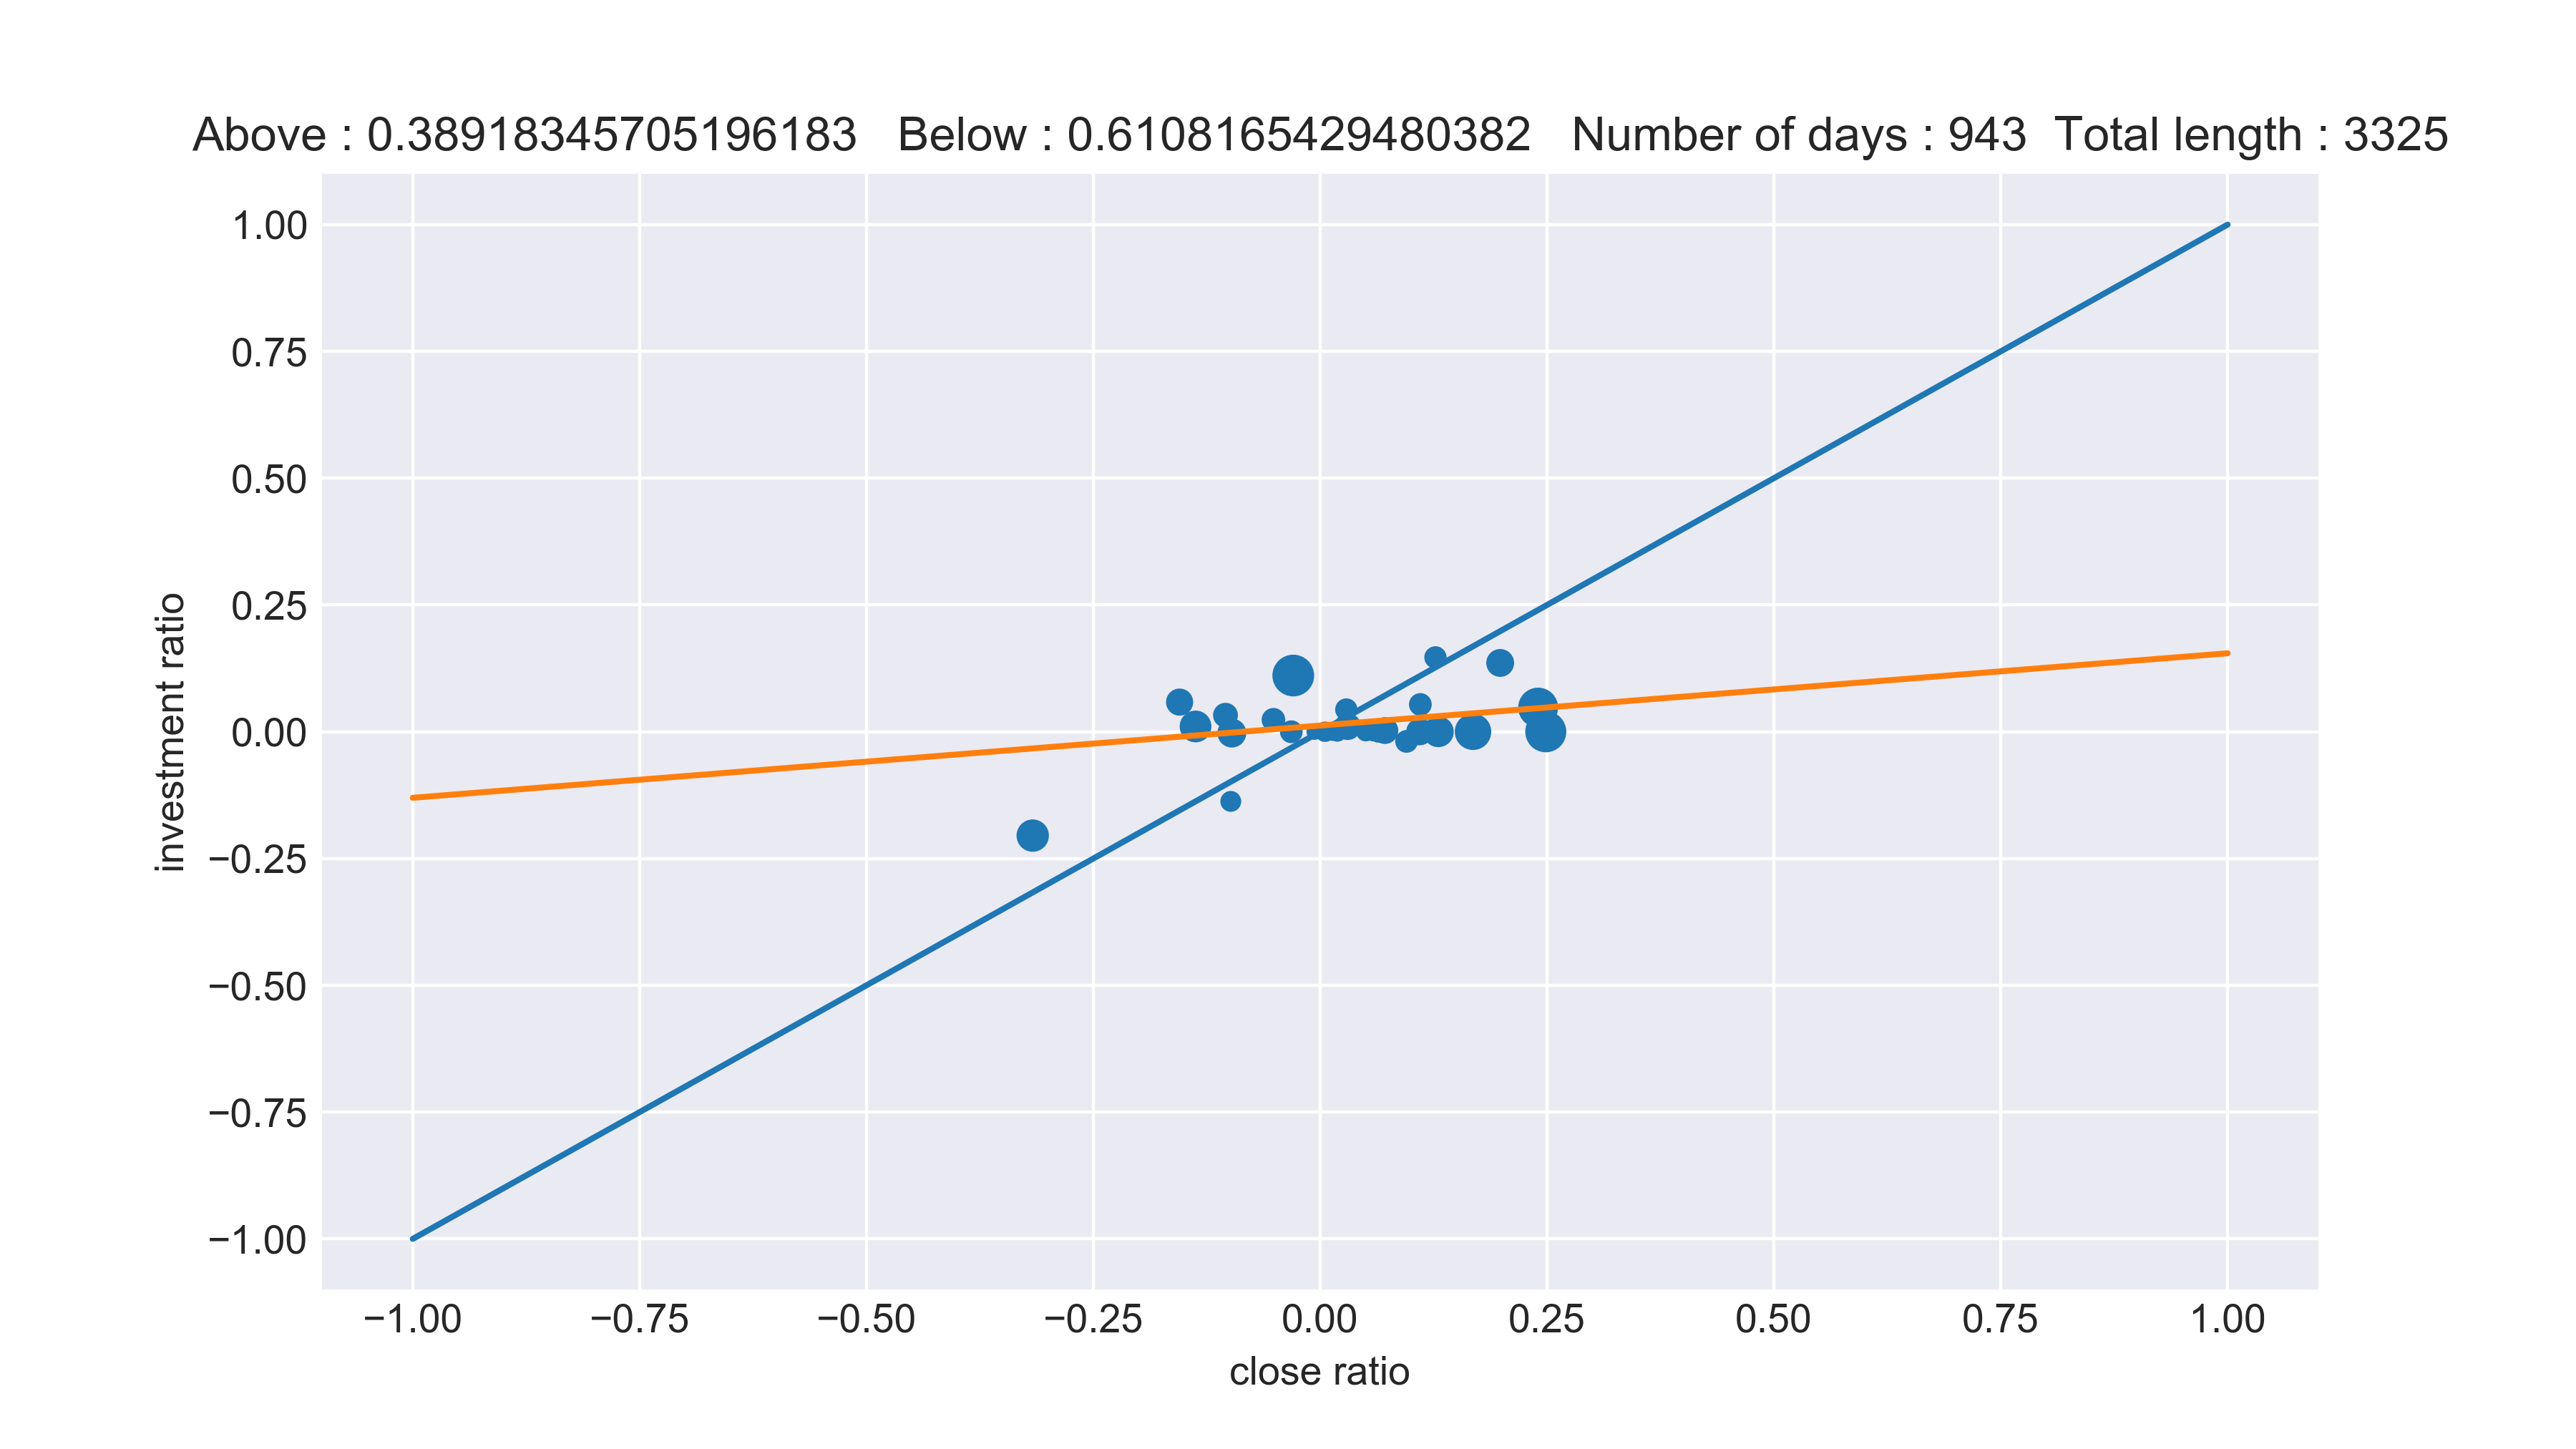 Above : 0.389183457051961​83   Below : 0.6108165429480382   Number of days : 943  Total length : 3325
1.00
0.75
0.50
0.25
0.00
−0.25
−0.50
−0.75
−1.00
investment ratio
−1.00 −0.75 −0.50 −0.25 0.00 0.25 0.50 0.75 1.00
close ratio